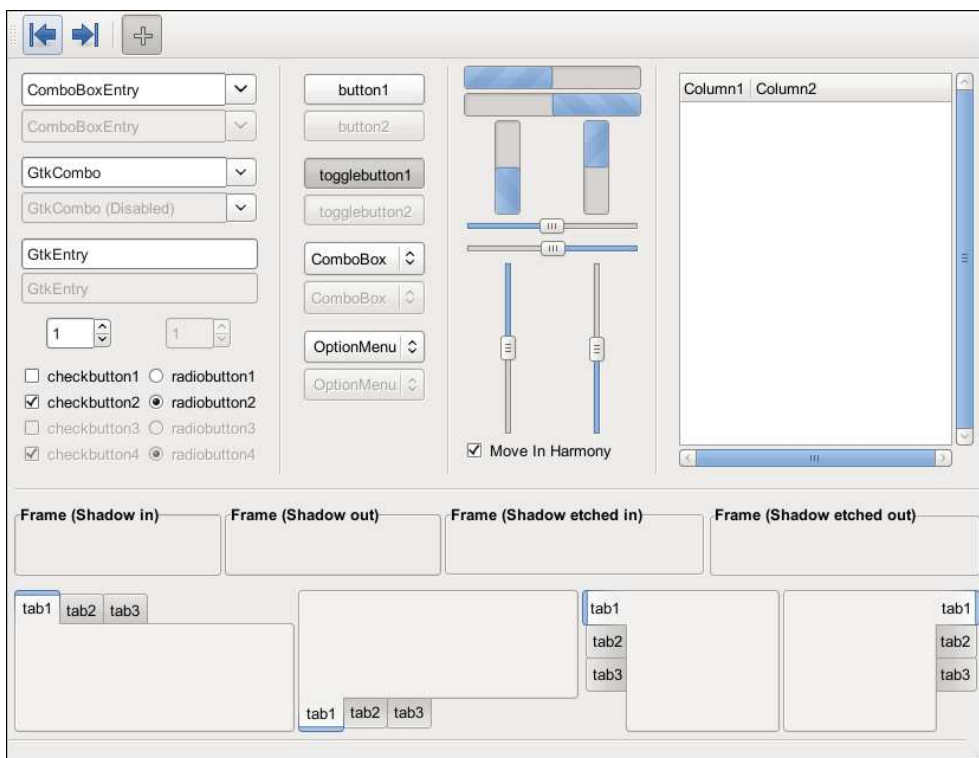 ComboBoxEntry
ComboBoxEntry
GtkCombo
GtkCombo (Disabled)
GtkEntry
GtkEntry
1
1
checkbutton1 radiobutton1
checkbutton2 radiobutton2
checkbutton3 radiobutton3
checkbutton4 radiobutton4
button1
button2
togglebutton1
togglebutton2
ComboBox
ComboBox
OptionMenu
OptionMenu
Move In Harmony
Column1 Column2
Frame (Shadow in) Frame (Shadow out) Frame (Shadow etched in) Frame (Shadow etched out)
tab1 tab2 tab3
tab1 tab2 tab3
tab1
tab2
tab3
tab1
tab2
tab3